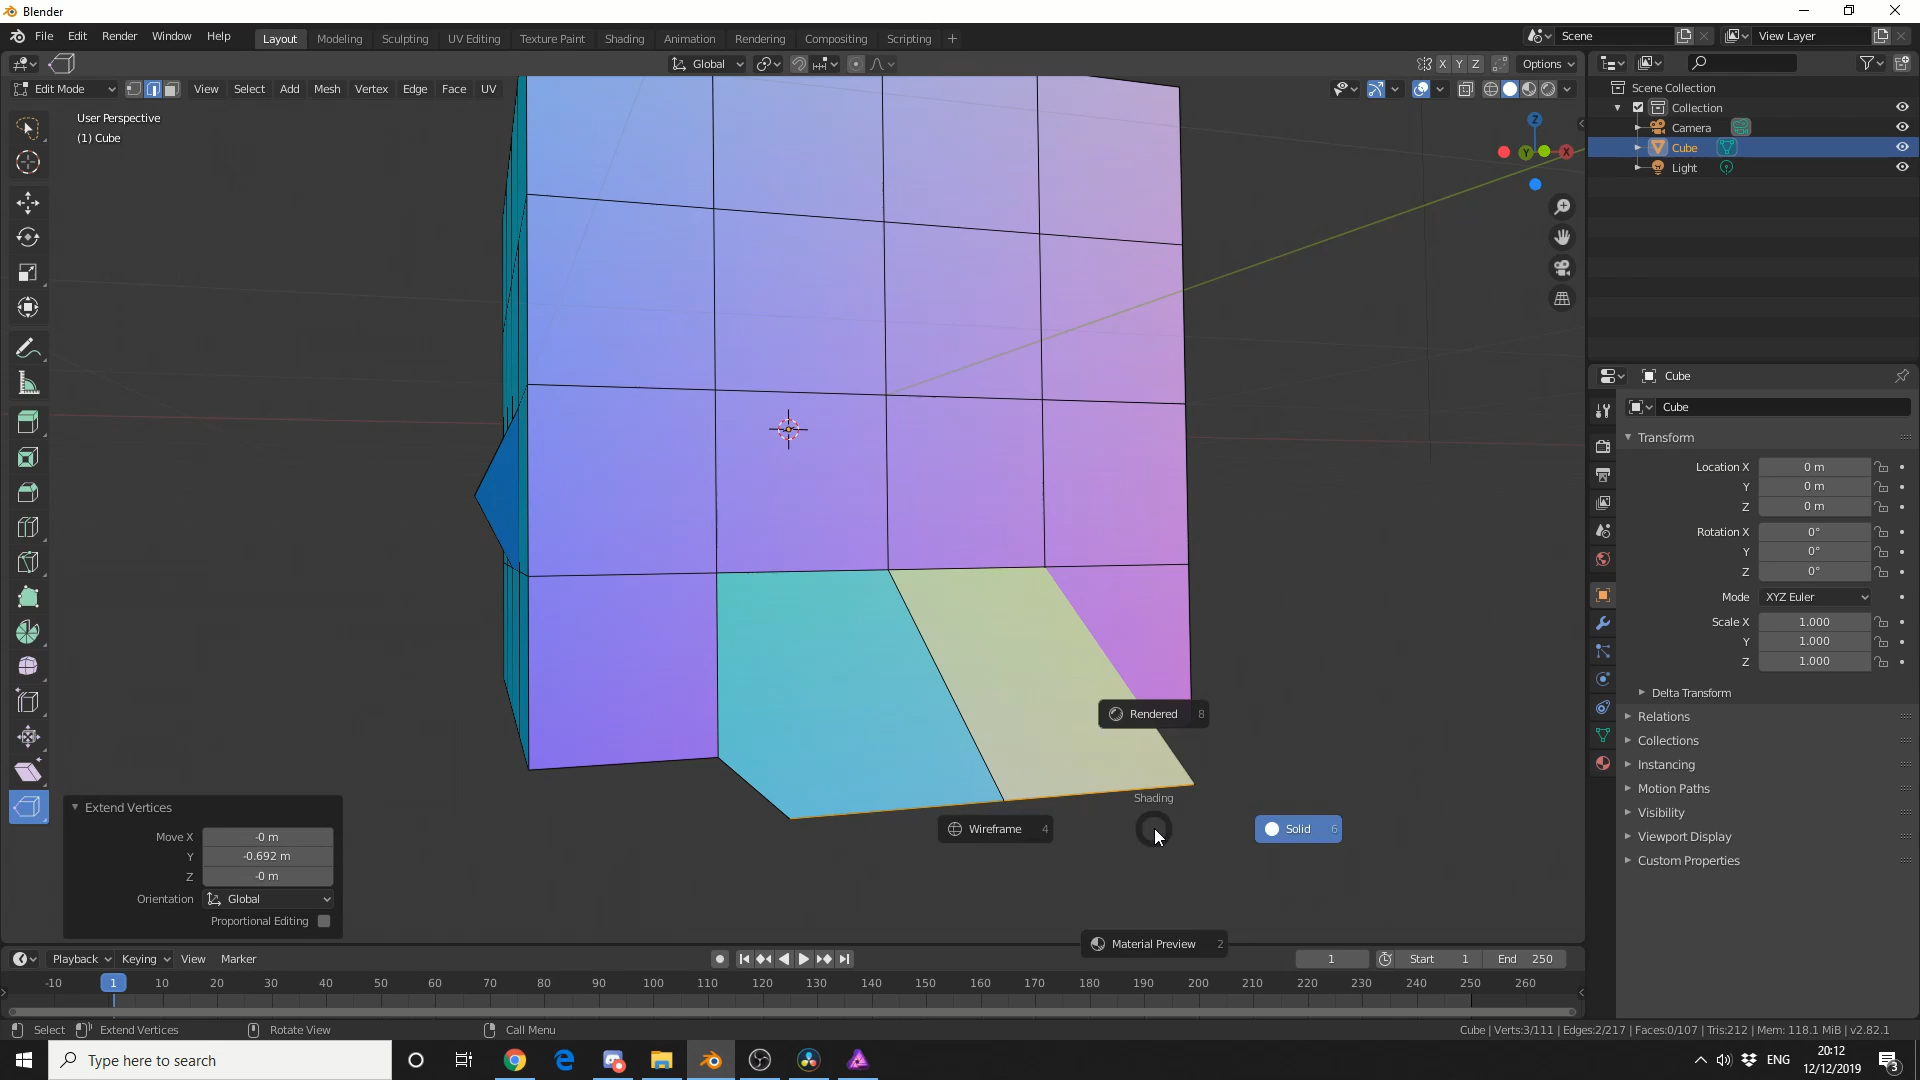 Blender
File Edit Render Window Help
Layout Modeling Sculpting UV Editing Texture Paint Shading Animation Rendering Compositing Scripting +
Scene
View Layer
Global
X Y Z Options
Edit Mode View Select Add Mesh Vertex Edge Face UV
User Perspective
(1) Cube
Z
Y
X
Scene Collection
Collection
Camera
Cube
Light
Cube
Cube
Transform
Location X 0 m
Y 0 m
Z 0 m
Rotation X 0°
Y 0°
Z 0°
Mode XYZ Euler
Scale X 1.000
Y 1.000
Z 1.000
Delta Transform
Relations
Collections
Instancing
Motion Paths
Visibility
Viewport Display
Custom Properties
Rendered 8
Shading
Wireframe 4
Solid 6
Material Preview 2
Extend Vertices
Move X -0 m
Y -0.692 m
Z -0 m
Orientation Global
Proportional Editing
Playback Keying View Marker
1 Start 1 End 250
-10 1 10 20 30 40 50 60 70 80 90 100 110 120 130 140 150 160 170 180 190 200 210 220 230 240 250 260
Select Extend Vertices Rotate View Call Menu
Cube | Verts:3/111 | Edges:2/217 | Faces:0/107 | Tris:212 | Mem: 118.1 MiB | v2.82.1
Type here to search
ENG
20:12
12/12/2019
3